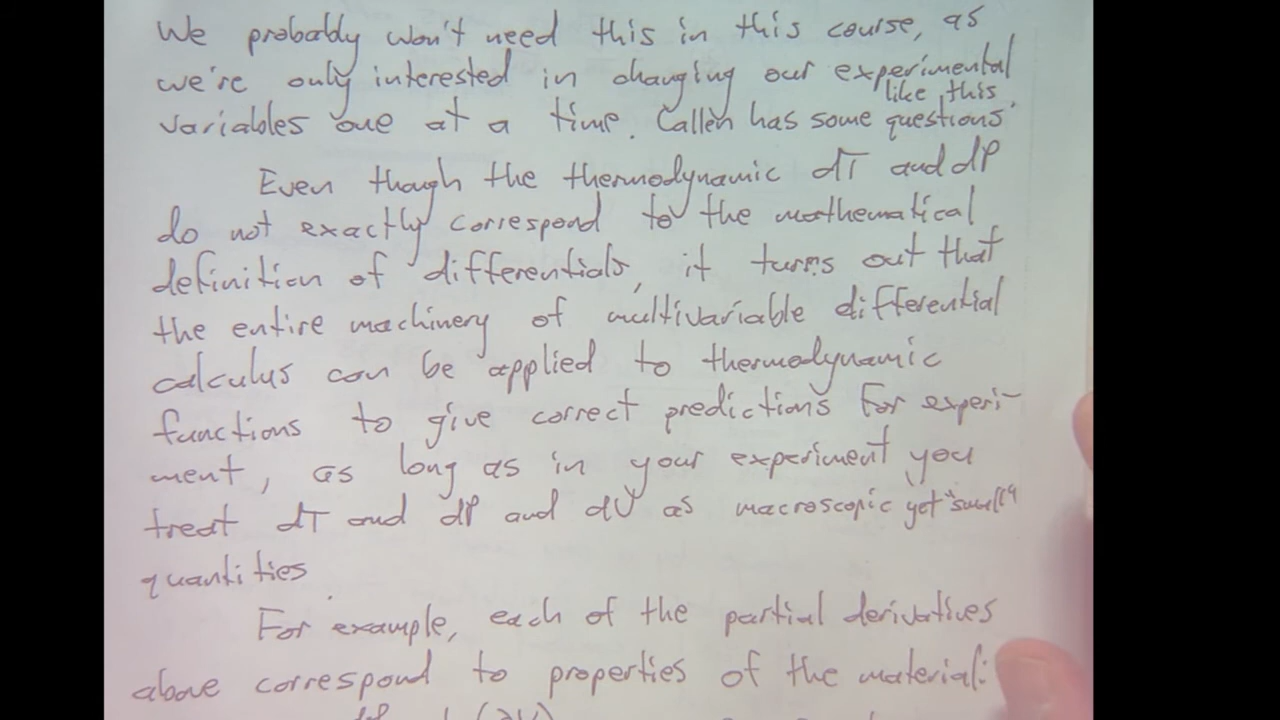 We probably won't need this in this course, as
we're only interested in changing our experimental
variables one at a time. Callen has some questions like this.
Even though the thermodynamic dT and dP
do not exactly correspond to the mathematical
definition of differentials, it turns out that
the entire machinery of multivariable differential
calculus can be applied to thermodynamic
functions to give correct predictions for experi-
ment, as long as in your experiment you
treat dT and dP and dV as macroscopic yet "small"
quantities.
For example, each of the partial derivatives
above correspond to properties of the material: